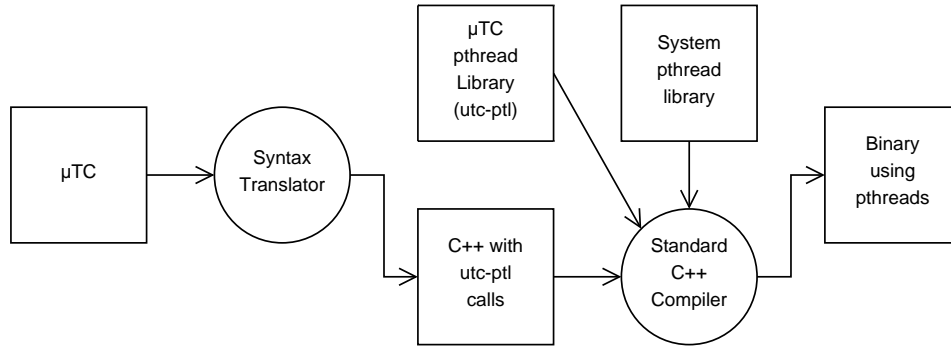 µTC
Syntax
Translator
µTC
pthread
Library
(utc-ptl)
C++ with
utc-ptl
calls
System
pthread
library
Standard
C++
Compiler
Binary
using
pthreads